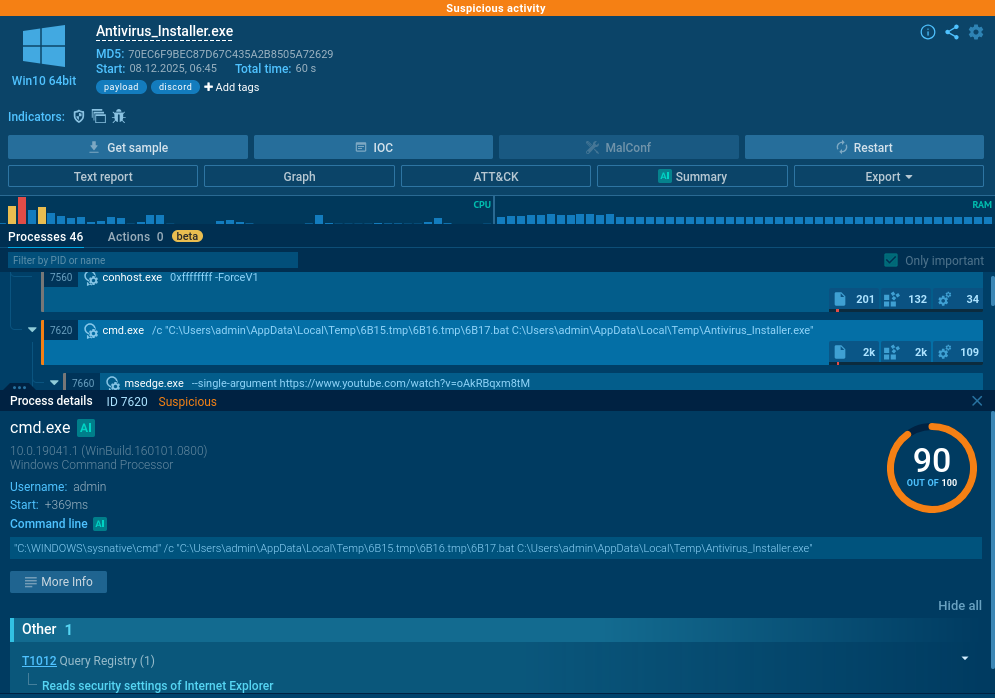 Suspicious activity
Antivirus_Installer.exe
MD5: 70EC6F9BEC87D67C435A2B8505A72629
Start: 08.12.2025, 06:45 Total time: 60 s
Win10 64bit
payload discord + Add tags
Indicators:
Get sample IOC MalConf Restart
Text report Graph ATT&CK AI Summary Export
CPU RAM
Processes 46 Actions 0 beta
Filter by PID or name Only important
7560 conhost.exe 0xffffffff -ForceV1
201 132 34
7620 cmd.exe /c "C:\Users\admin\AppData\Local\Temp\6B15.tmp\6B16.tmp\6B17.bat C:\Users\admin\AppData\Local\Temp\Antivirus_Installer.exe"
2k 2k 109
7660 msedge.exe --single-argument https://www.youtube.com/watch?v=oAkRBqxm8tM
Process details ID 7620 Suspicious
cmd.exe AI
10.0.19041.1 (WinBuild.160101.0800)
Windows Command Processor
90
OUT OF 100
Username: admin
Start: +369ms
Command line AI
"C:\WINDOWS\sysnative\cmd" /c "C:\Users\admin\AppData\Local\Temp\6B15.tmp\6B16.tmp\6B17.bat C:\Users\admin\AppData\Local\Temp\Antivirus_Installer.exe"
More Info
Hide all
Other 1
T1012 Query Registry (1)
Reads security settings of Internet Explorer